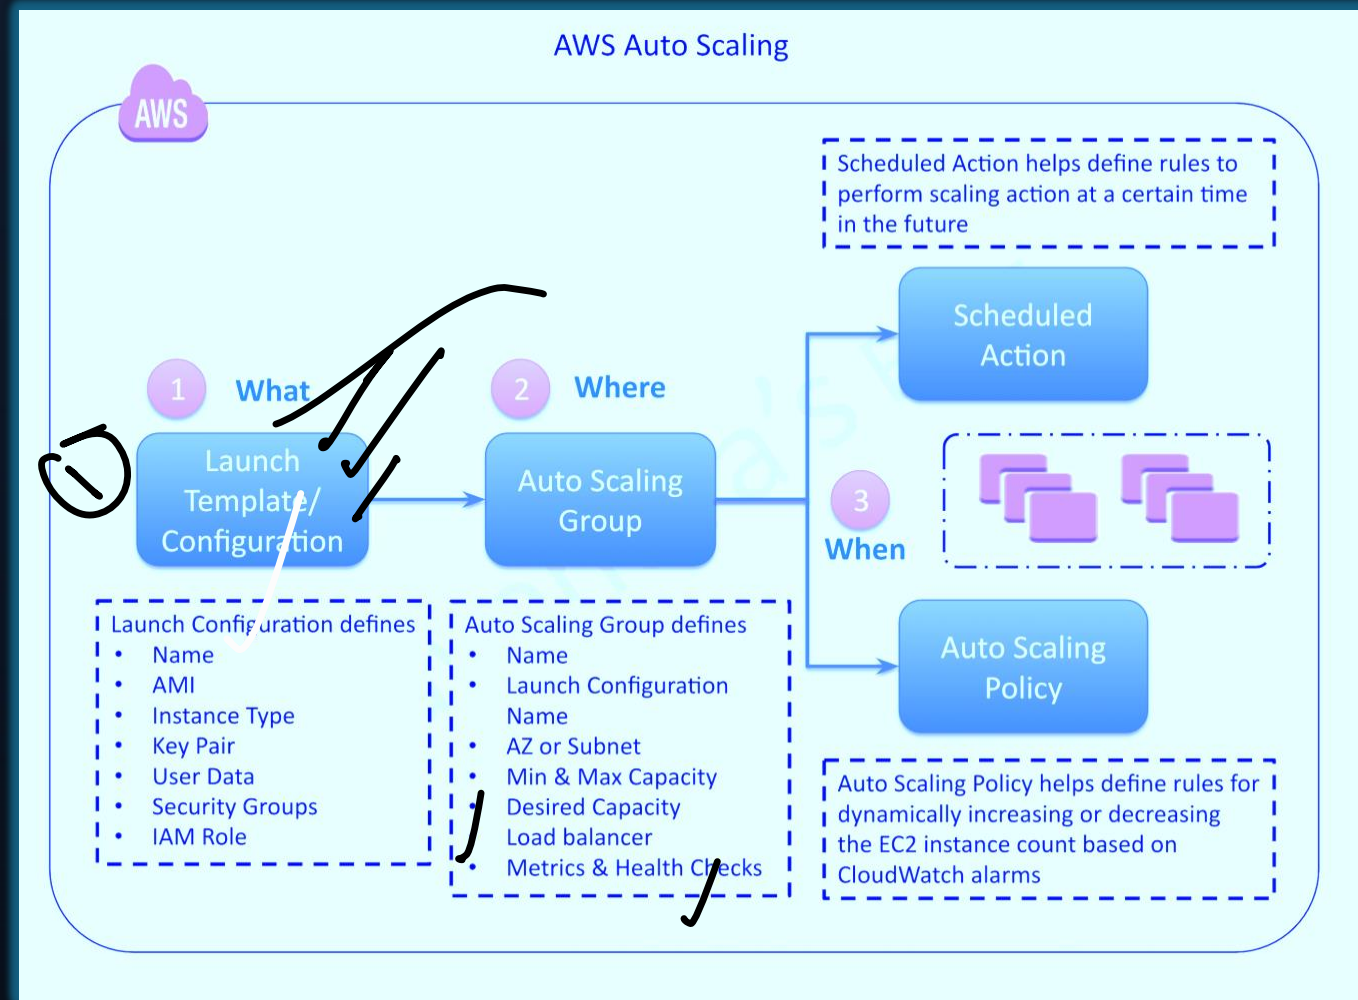 AWS Auto Scaling
AWS
Scheduled Action helps define rules to
perform scaling action at a certain time
in the future
Scheduled
Action
1
What
2
Where
Launch
Template/
Configuration
Auto Scaling
Group
3
When
Launch Configuration defines
• Name
• AMI
• Instance Type
• Key Pair
• User Data
• Security Groups
• IAM Role
Auto Scaling Group defines
• Name
• Launch Configuration
Name
• AZ or Subnet
• Min & Max Capacity
• Desired Capacity
Load balancer
• Metrics & Health Checks
Auto Scaling
Policy
Auto Scaling Policy helps define rules for
dynamically increasing or decreasing
the EC2 instance count based on
CloudWatch alarms